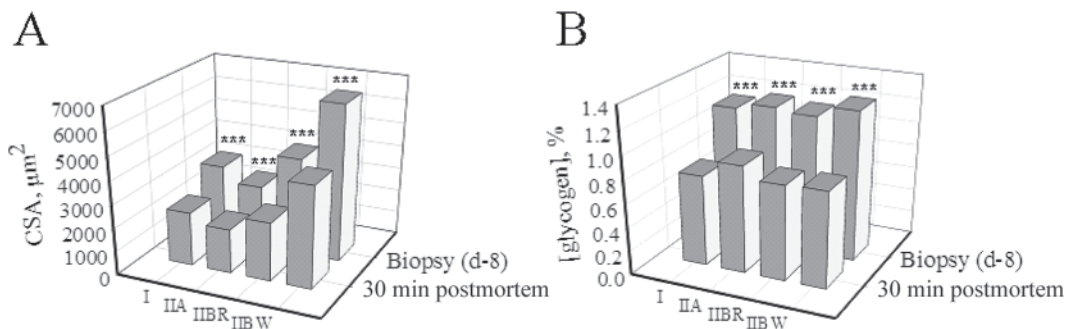 A
B
***
***
***
***
***
***
***
***
7000
6000
5000
4000
3000
2000
1000
0
CSA, μm²
I
IIA
IIBR
IIBW
Biopsy (d-8)
30 min postmortem
1.4
1.2
1.0
0.8
0.6
0.4
0.2
0.0
[glycogen], %
I
IIA
IIBR
IIBW
Biopsy (d-8)
30 min postmortem